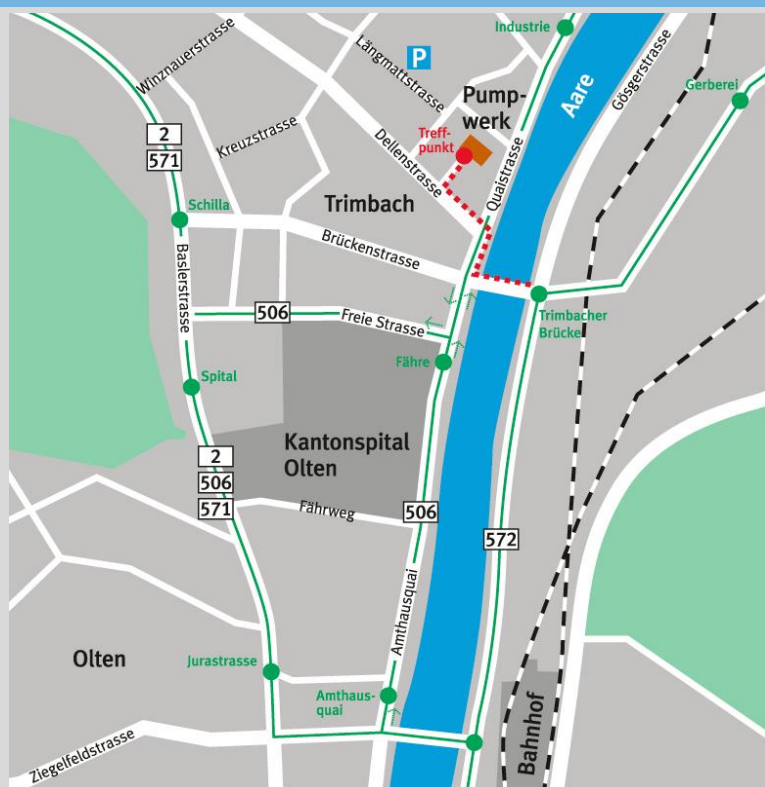 Industrie
Winznauerstrasse
Längmattstrasse
P
Aare
Gösgerstrasse
Gerberei
Pump-
werk
2
571
Kreuzstrasse
Dellenstrasse
Treff-
punkt
Quaistrasse
Schilla
Trimbach
Brückenstrasse
Baslerstrasse
506
Freie Strasse
Trimbacher
Brücke
Fähre
Spital
Kantonspital
Olten
2
506
571
Fährweg
506
572
Amthausquai
Olten
Jurastrasse
Amthaus-
quai
Ziegelfeldstrasse
Bahnhof